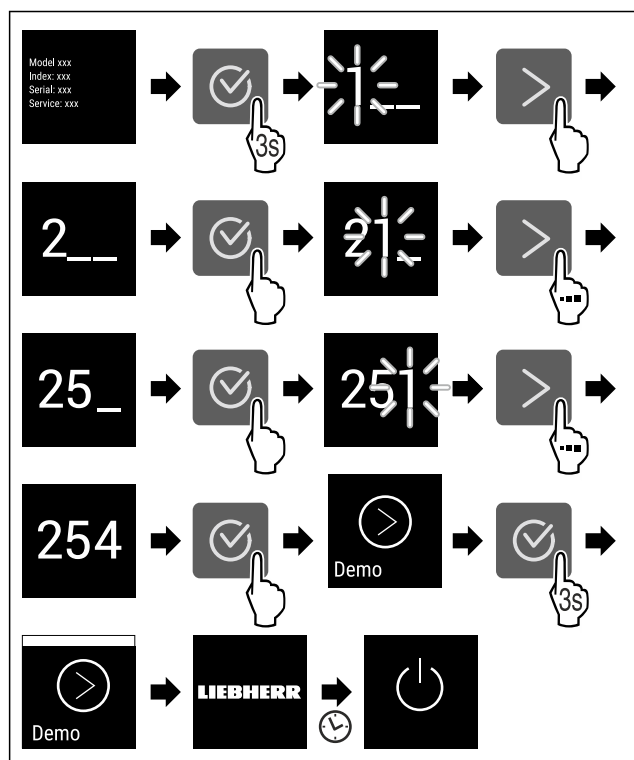 Model xxx
Index: xxx
Serial: xxx
Service: xxx
3s
1__
2__
21_
25_
251
254
Demo
3s
Demo
LIEBHERR